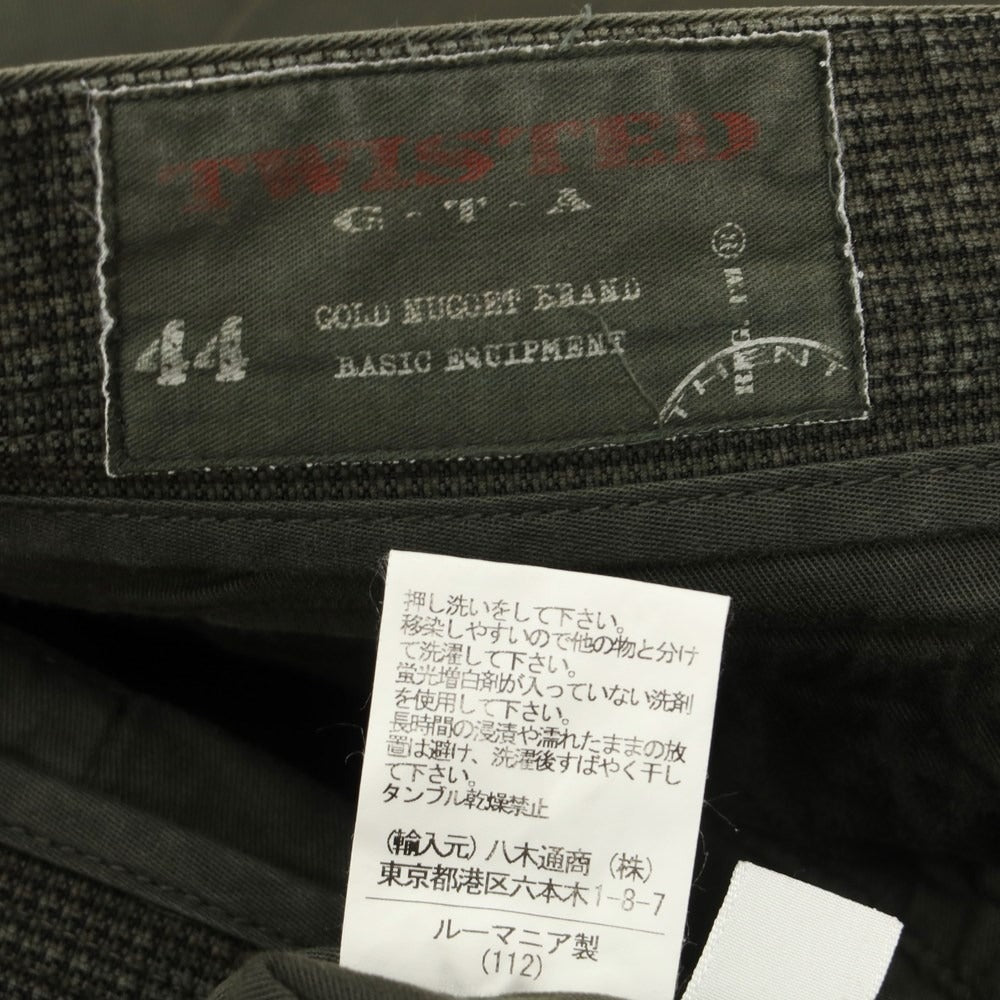 TWISTED
G-T-A
44
GOLD NUGGET BRAND
BASIC EQUIPMENT
押し洗いをして下さい。
移染しやすいので他の物と分け
て洗濯して下さい。
蛍光増白剤が入っていない洗剤
を使用して下さい。
長時間の浸漬や濡れたままの放
置は避け、洗濯後すばやく干し
て下さい。
タンブル乾燥禁止
(輸入元) 八木通商 (株)
東京都港区六本木1-8-7
ルーマニア製
(112)